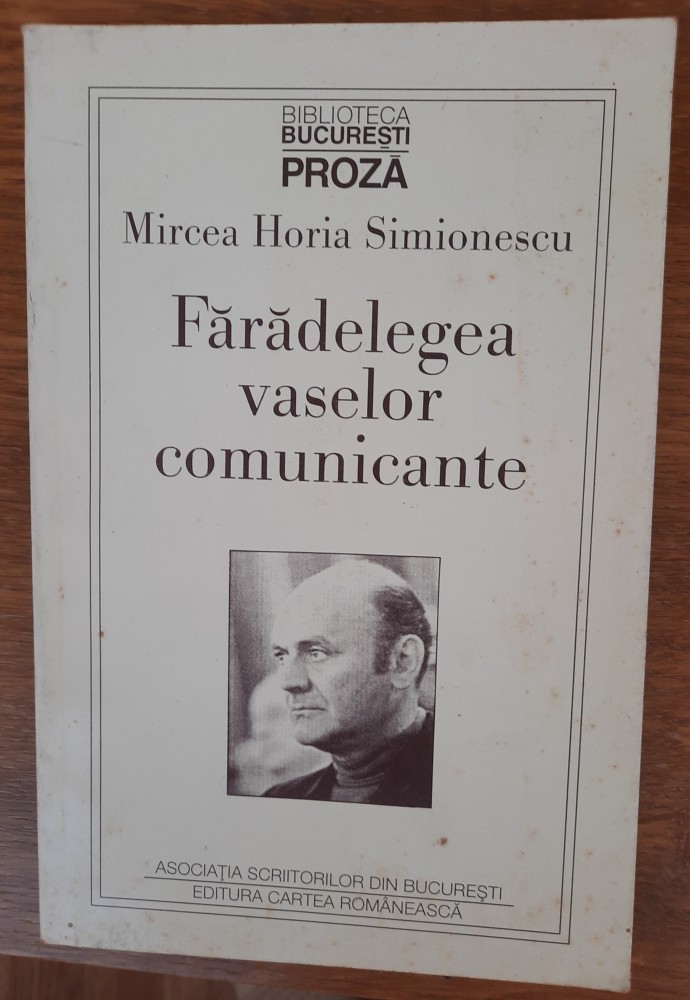 BIBLIOTECA
BUCUREȘTI
PROZĂ
Mircea Horia Simionescu
Fărădelegea
vaselor
comunicante
ASOCIAȚIA SCRIITORILOR DIN BUCUREȘTI
EDITURA CARTEA ROMÂNEASCĂ